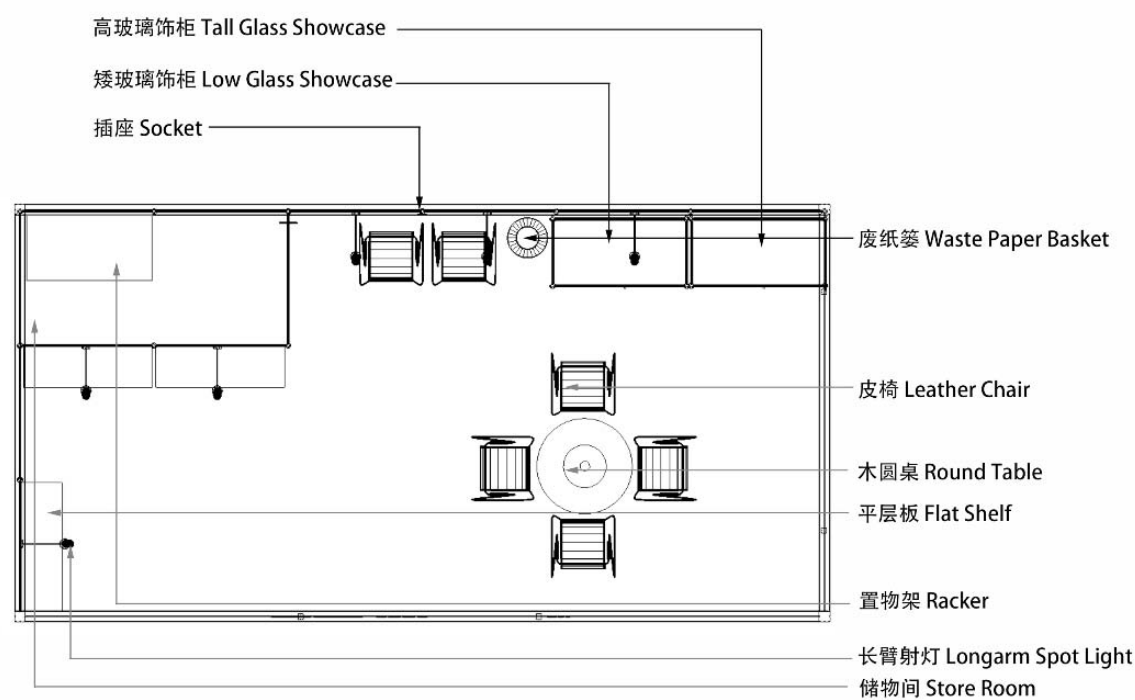 高玻璃饰柜 Tall Glass Showcase
矮玻璃饰柜 Low Glass Showcase
插座 Socket
废纸篓 Waste Paper Basket
皮椅 Leather Chair
木圆桌 Round Table
平层板 Flat Shelf
置物架 Racker
长臂射灯 Longarm Spot Light
储物间 Store Room